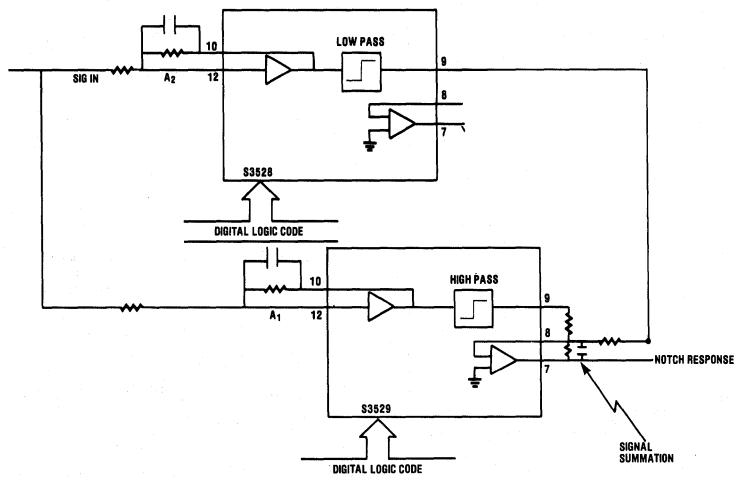 10
LOW PASS
9
SIG IN
A2
12
8
7
S3528
DIGITAL LOGIC CODE
10
HIGH PASS
9
A1
12
8
7
NOTCH RESPONSE
S3529
SIGNAL
SUMMATION
DIGITAL LOGIC CODE